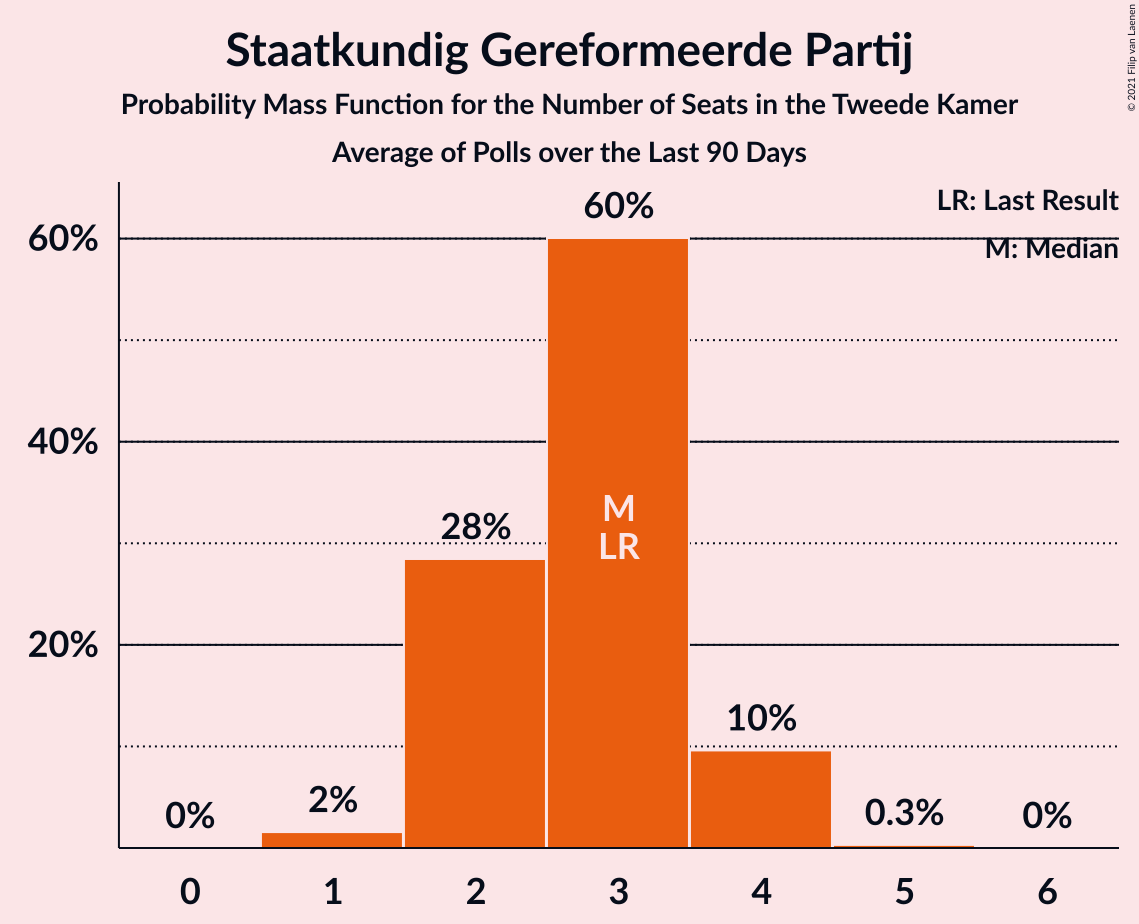 Staatkundig Gereformeerde Partij
Probability Mass Function for the Number of Seats in the Tweede Kamer
Average of Polls over the Last 90 Days
© 2021 Filip van Laenen
LR: Last Result
M: Median
60%
40%
20%
0%
2%
28%
60%
M
LR
10%
0.3%
0%
0 1 2 3 4 5 6